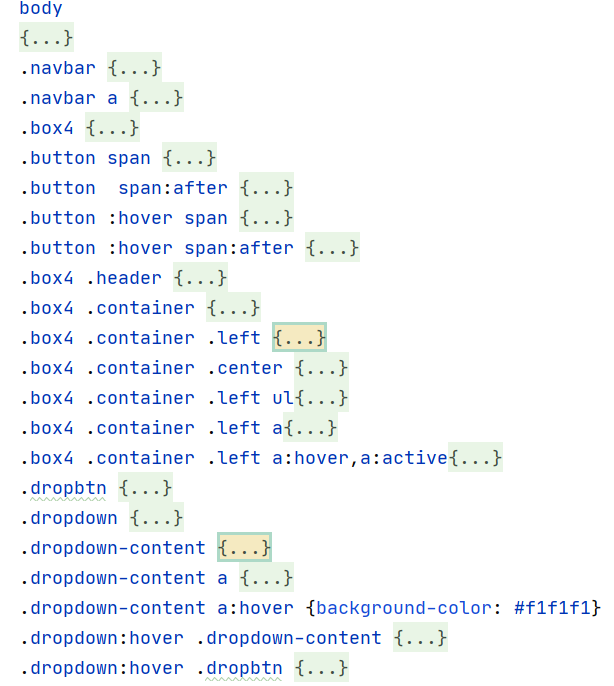 body
{...}
.navbar {...}
.navbar a {...}
.box4 {...}
.button span {...}
.button  span:after {...}
.button :hover span {...}
.button :hover span:after {...}
.box4 .header {...}
.box4 .container {...}
.box4 .container .left {...}
.box4 .container .center {...}
.box4 .container .left ul{...}
.box4 .container .left a{...}
.box4 .container .left a:hover,a:active{...}
.dropbtn {...}
.dropdown {...}
.dropdown-content {...}
.dropdown-content a {...}
.dropdown-content a:hover {background-color: #f1f1f1}
.dropdown:hover .dropdown-content {...}
.dropdown:hover .dropbtn {...}